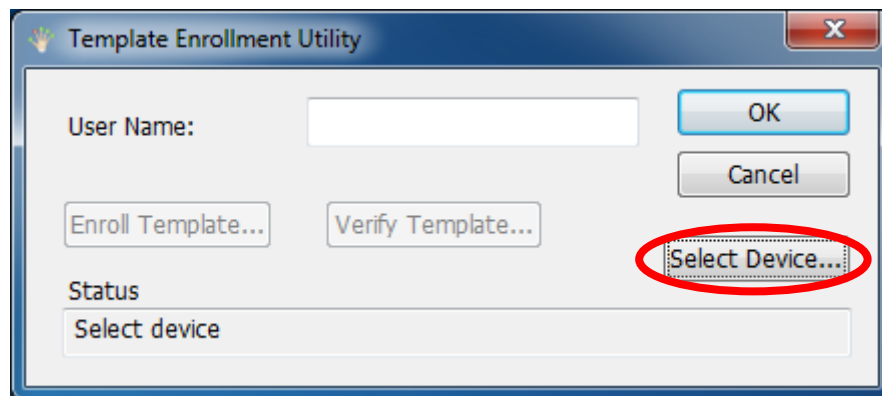 Template Enrollment Utility
User Name:
OK
Cancel
Enroll Template... Verify Template...
Select Device...
Status
Select device